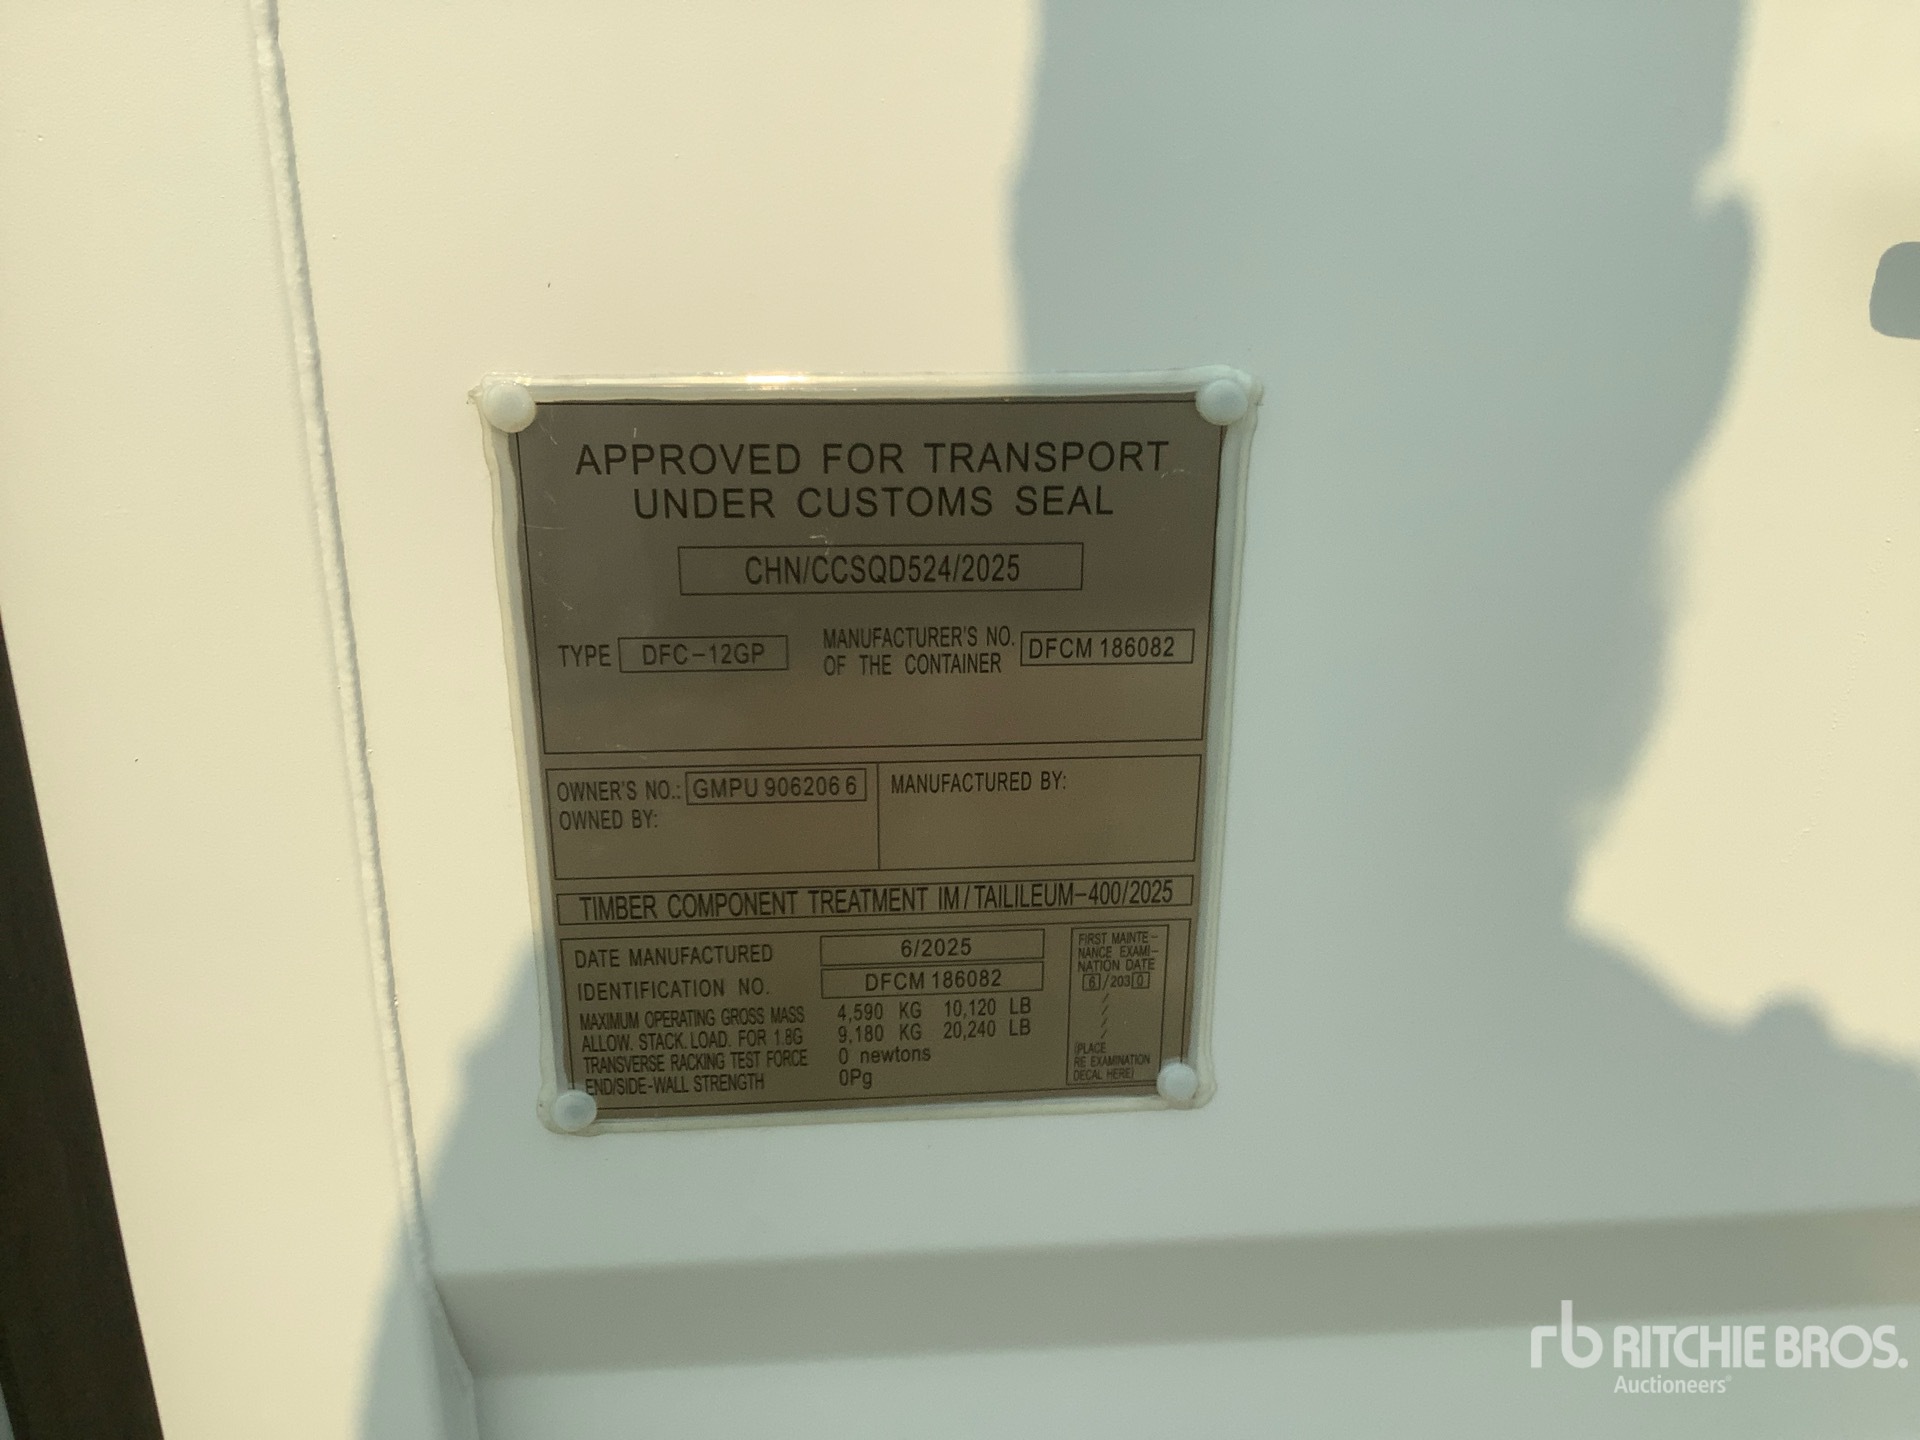 APPROVED FOR TRANSPORT
UNDER CUSTOMS SEAL
CHN/CCSQD524/2025
TYPE DFC-12GP
MANUFACTURER'S NO.
OF THE CONTAINER
DFCM 186082
OWNER'S NO.: GMPU 906206 6
OWNED BY:
MANUFACTURED BY:
TIMBER COMPONENT TREATMENT IM/TAILILEUM-400/2025
DATE MANUFACTURED 6/2025
IDENTIFICATION NO. DFCM 186082
MAXIMUM OPERATING GROSS MASS 4,590 KG 10,120 LB
ALLOW. STACK. LOAD. FOR 1.8G 9,180 KG 20,240 LB
TRANSVERSE RACKING TEST FORCE 0 newtons
END/SIDE-WALL STRENGTH 0Pg
FIRST MAINTE-
NANCE EXAMI-
NATION DATE
6/2030
/
/
/
/
(PLACE
RE EXAMINATION
DECAL HERE)
rb RITCHIE BROS.
Auctioneers